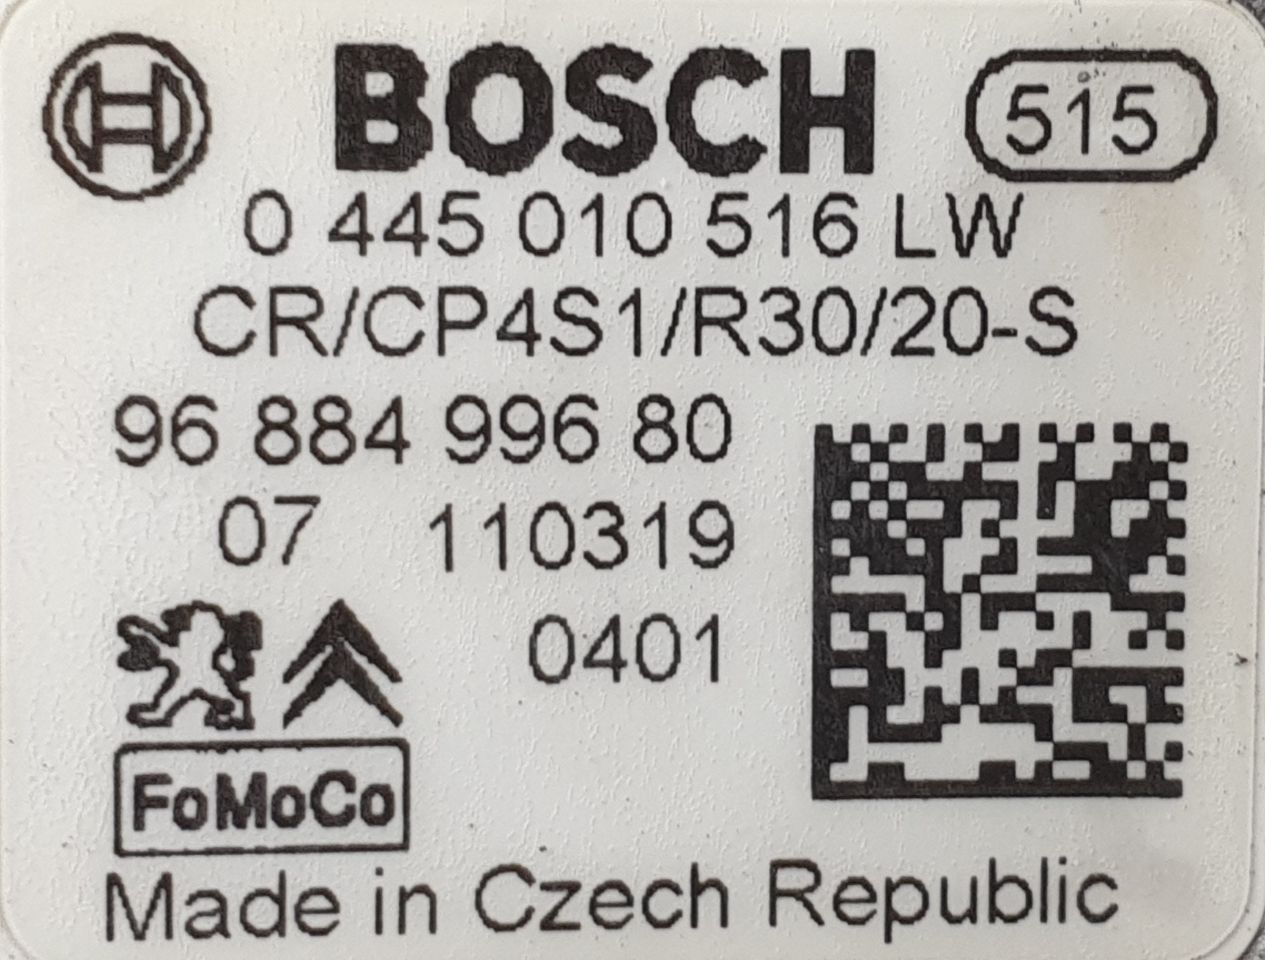 BOSCH 515
0 445 010 516 LW
CR/CP4S1/R30/20-S
96 884 996 80
07 110319
0401
FoMoCo
Made in Czech Republic